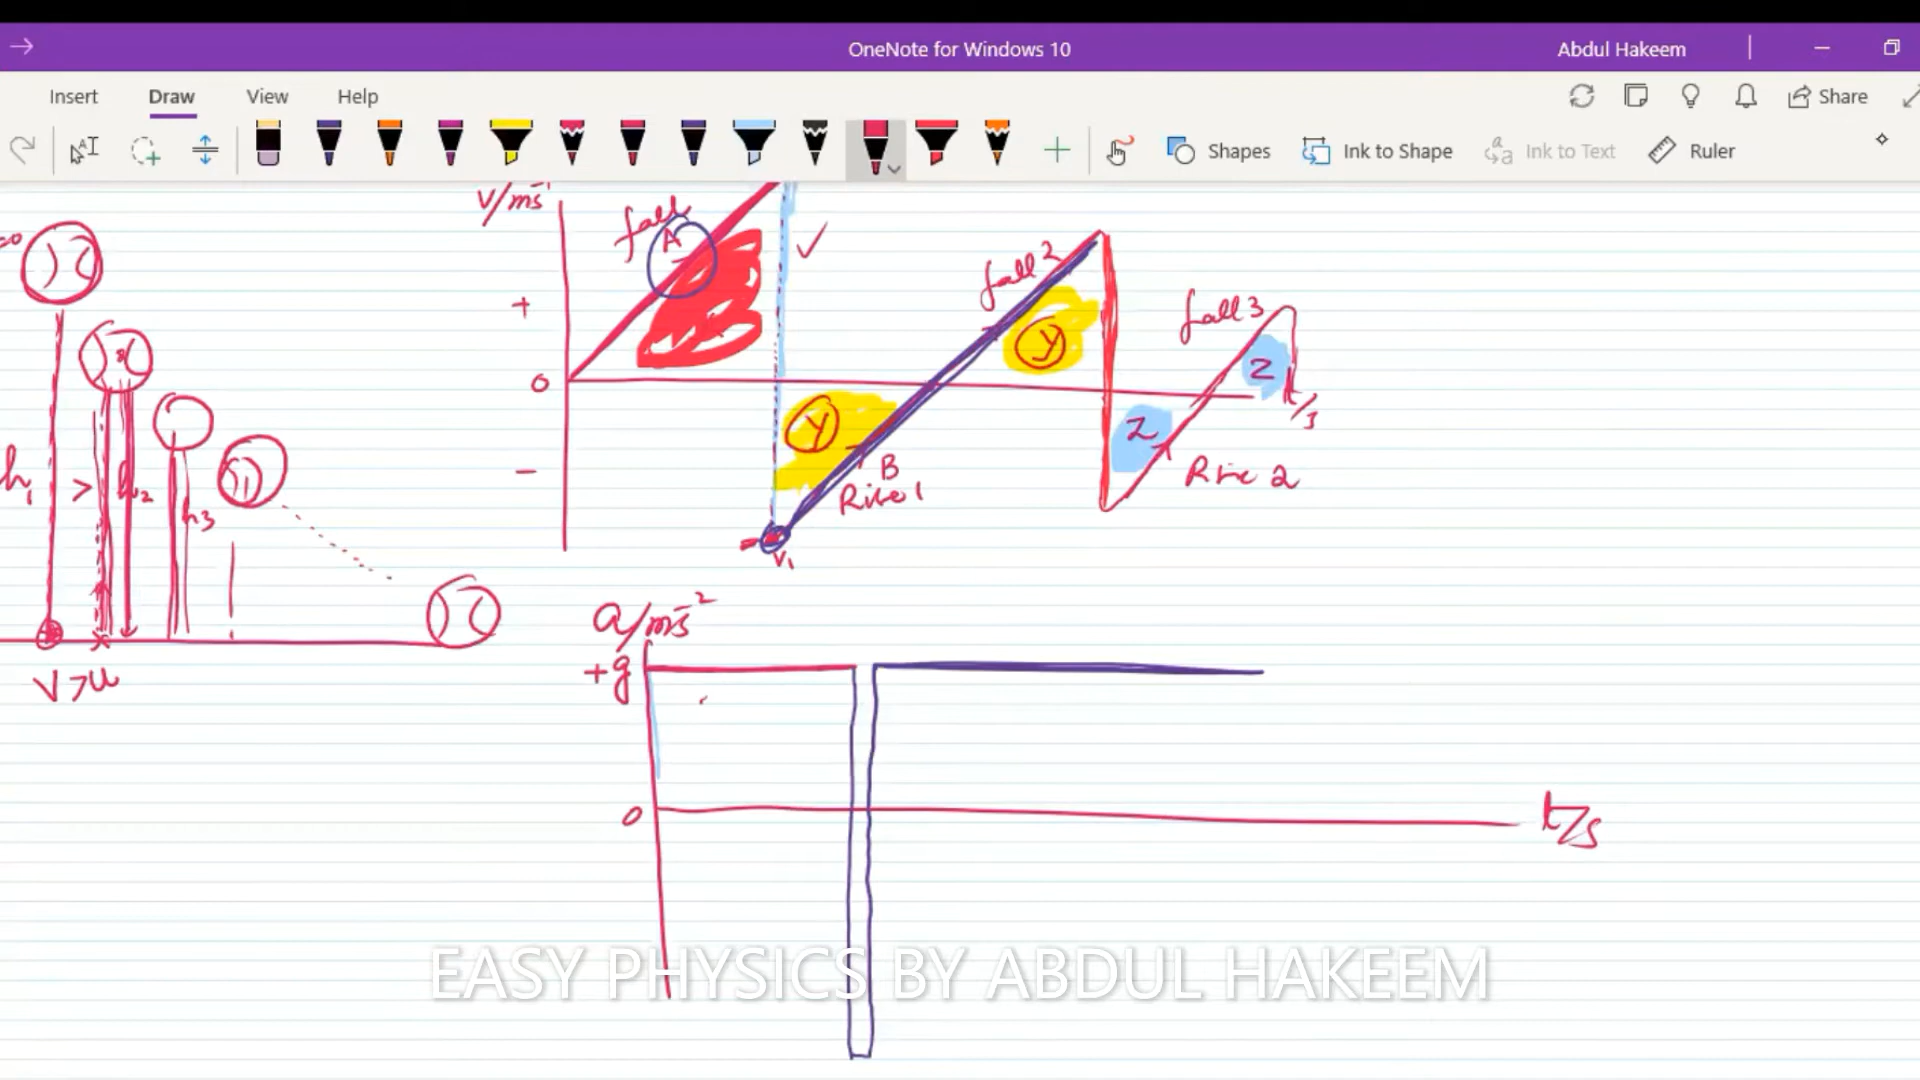 OneNote for Windows 10
Abdul Hakeem
Insert
Draw
View
Help
Share
Shapes
Ink to Shape
Ink to Text
Ruler
V/ms⁻¹
fall
A
+
0
-
fall 2
y
y
B
Rise 1
V₁
fall 3
Z
Z
t/s
Rise 2
=0
h₁
>
h₂
h₃
V>u
a/ms⁻²
+g
0
t/s
EASY PHYSICS BY ABDUL HAKEEM